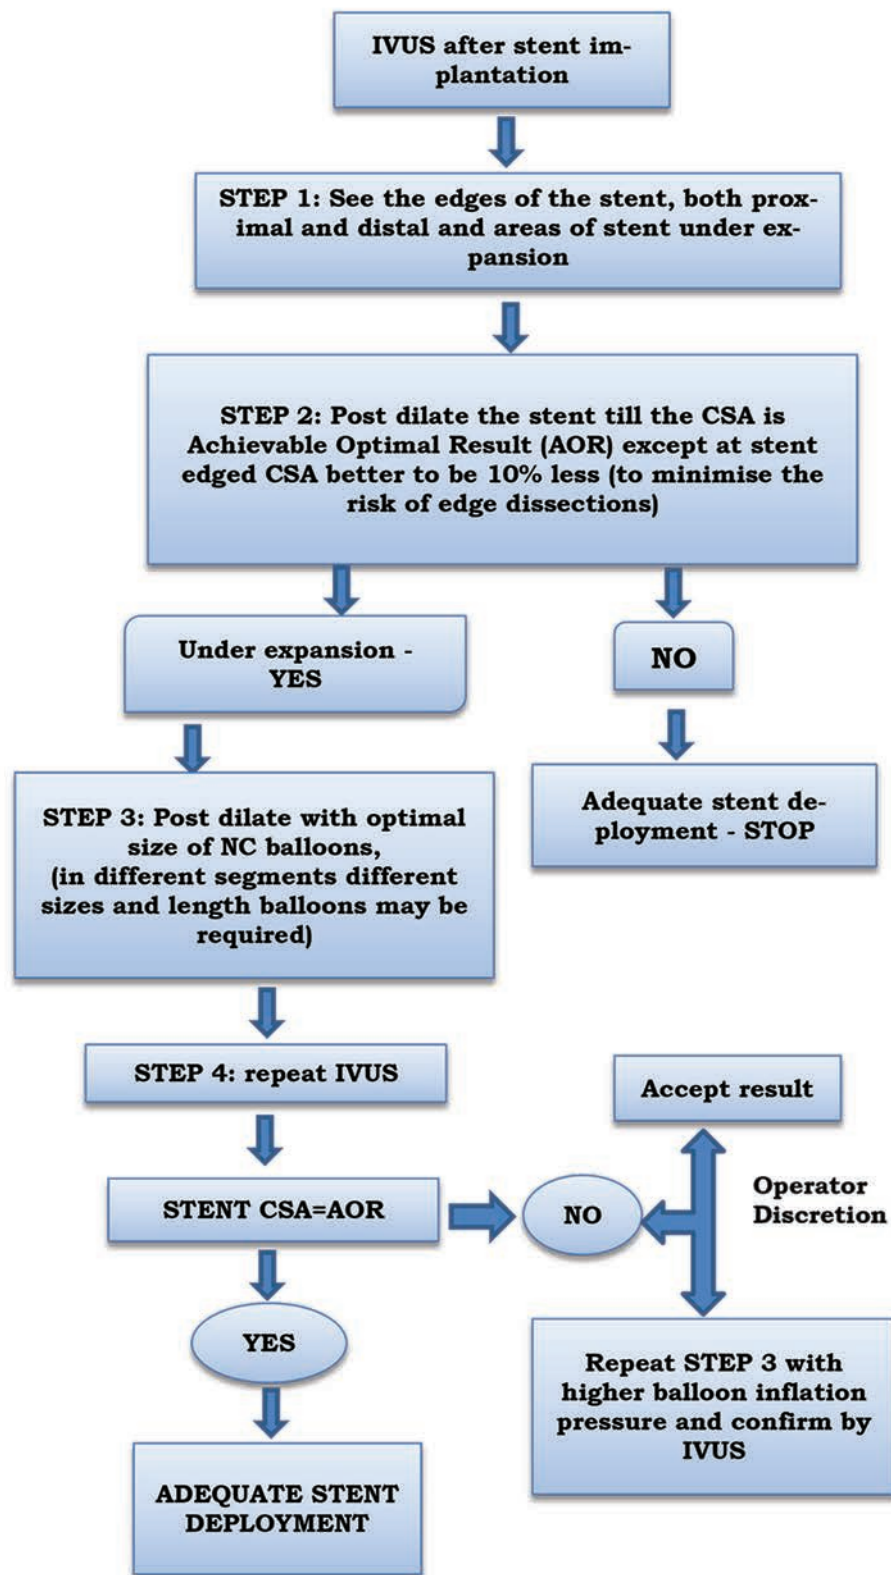 IVUS after stent im-
plantation
STEP 1: See the edges of the stent, both prox-
imal and distal and areas of stent under ex-
pansion
STEP 2: Post dilate the stent till the CSA is
Achievable Optimal Result (AOR) except at stent
edged CSA better to be 10% less (to minimise the
risk of edge dissections)
Under expansion -
YES
NO
STEP 3: Post dilate with optimal
size of NC balloons,
(in different segments different
sizes and length balloons may be
required)
Adequate stent de-
ployment - STOP
STEP 4: repeat IVUS
Accept result
STENT CSA=AOR
NO
Operator
Discretion
YES
Repeat STEP 3 with
higher balloon inflation
pressure and confirm by
IVUS
ADEQUATE STENT
DEPLOYMENT